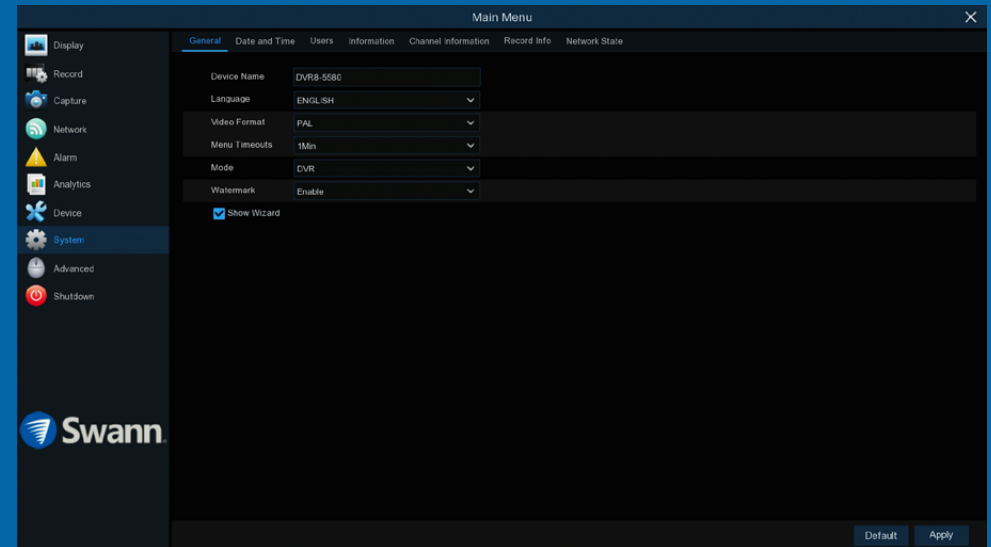 Main Menu
Display
Record
Capture
Network
Alarm
Analytics
Device
System
Advanced
Shutdown
Swann
General Date and Time Users Information Channel Information Record Info Network State
Device Name DVR8-5580
Language ENGLISH
Video Format PAL
Menu Timeouts 1Min
Mode DVR
Watermark Enable
Show Wizard
Default Apply